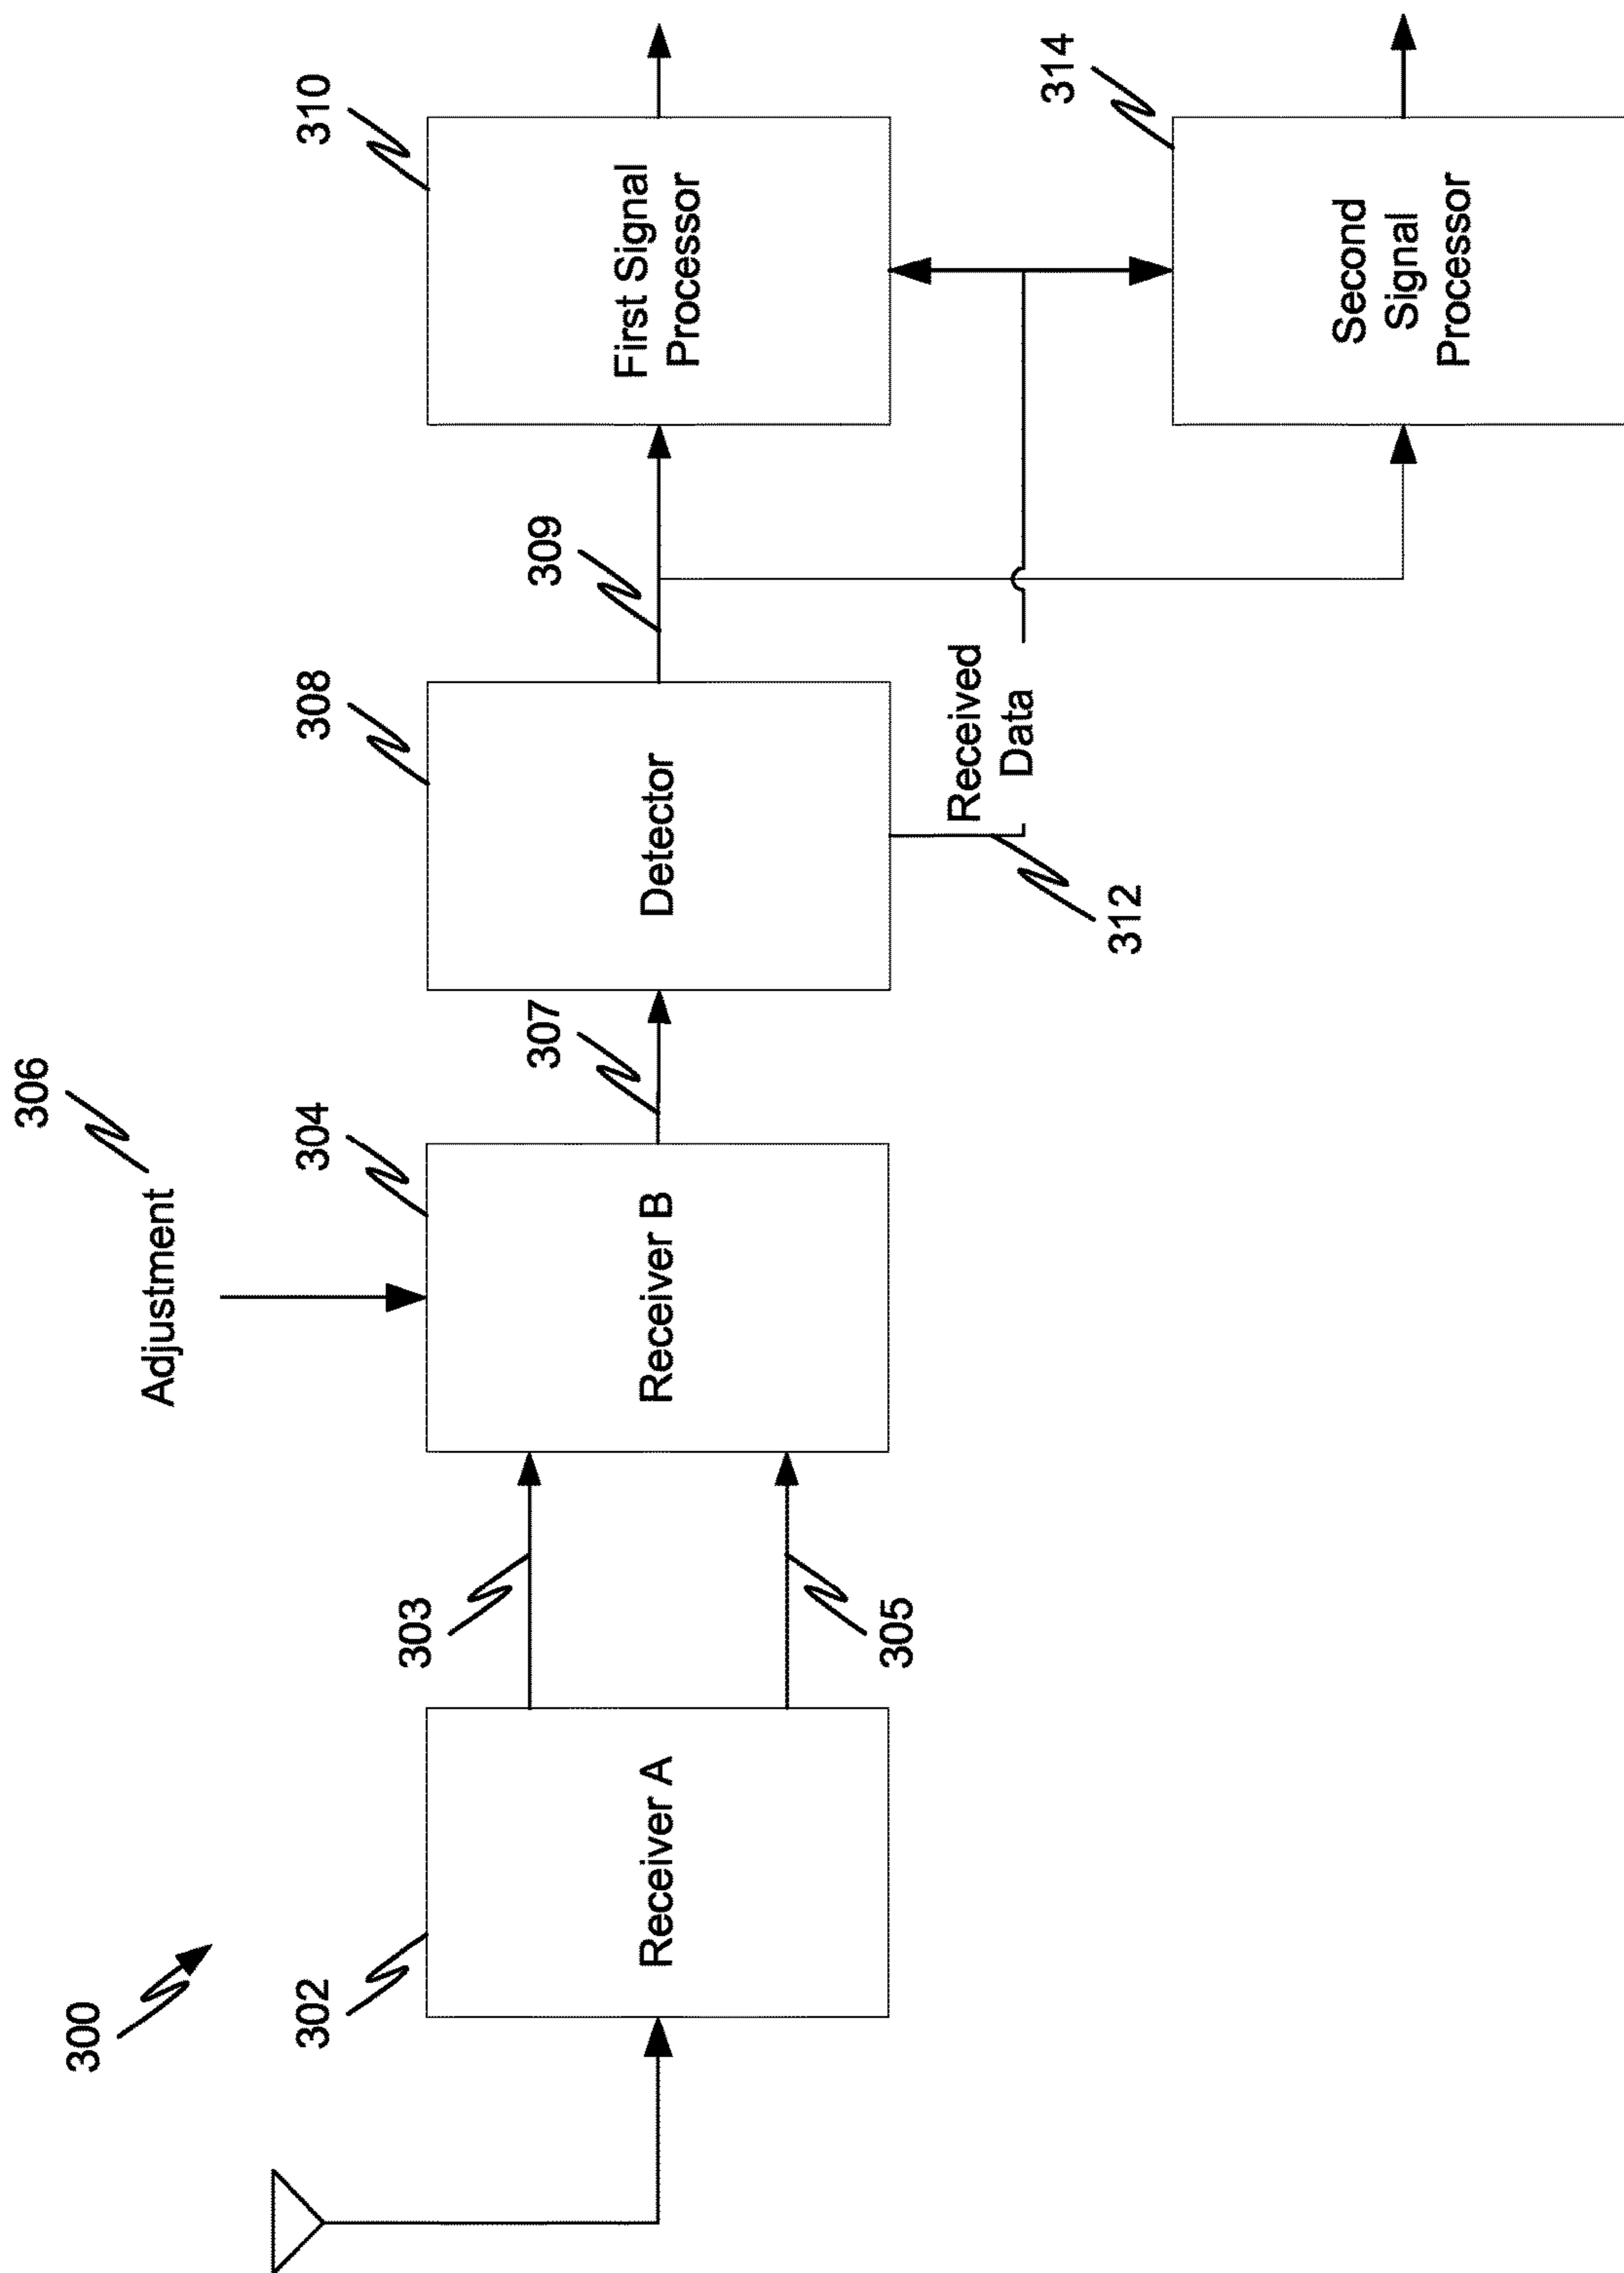 300
306
Adjustment
302
303
304
307
308
309
310
Receiver A
Receiver B
Detector
First Signal
Processor
305
Received
Data
312
314
Second
Signal
Processor